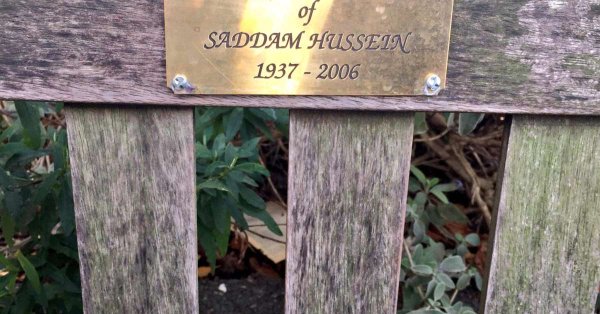 of
SADDAM HUSSEIN
1937 - 2006